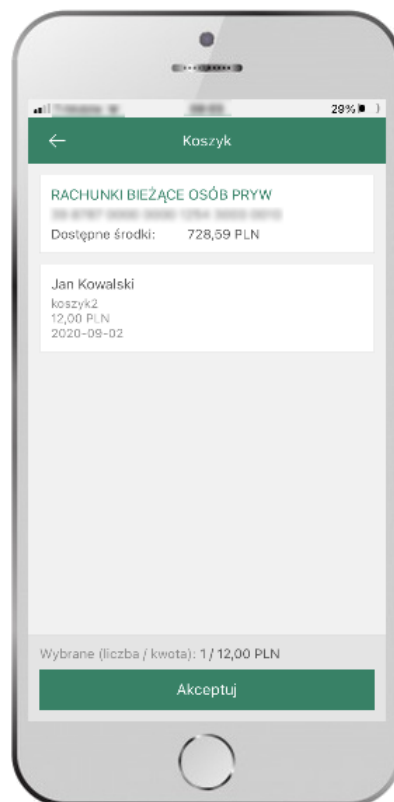 29%
Koszyk
RACHUNKI BIEŻĄCE OSÓB PRYW
Dostępne środki: 728,59 PLN
Jan Kowalski
koszyk2
12,00 PLN
2020-09-02
Wybrane (liczba / kwota): 1 / 12,00 PLN
Akceptuj